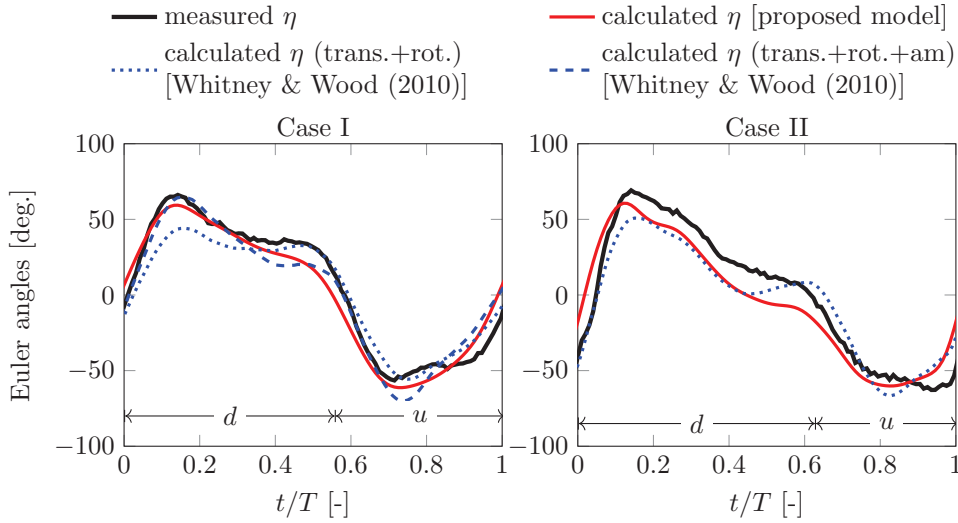 measured η
calculated η [proposed model]
calculated η (trans.+rot.)
[Whitney & Wood (2010)]
calculated η (trans.+rot.+am)
[Whitney & Wood (2010)]
Case I
Case II
Euler angles [deg.]
100
50
0
−50
−100
d
u
0
0.2
0.4
0.6
0.8
1
t/T [-]
100
50
0
−50
−100
d
u
0
0.2
0.4
0.6
0.8
1
t/T [-]